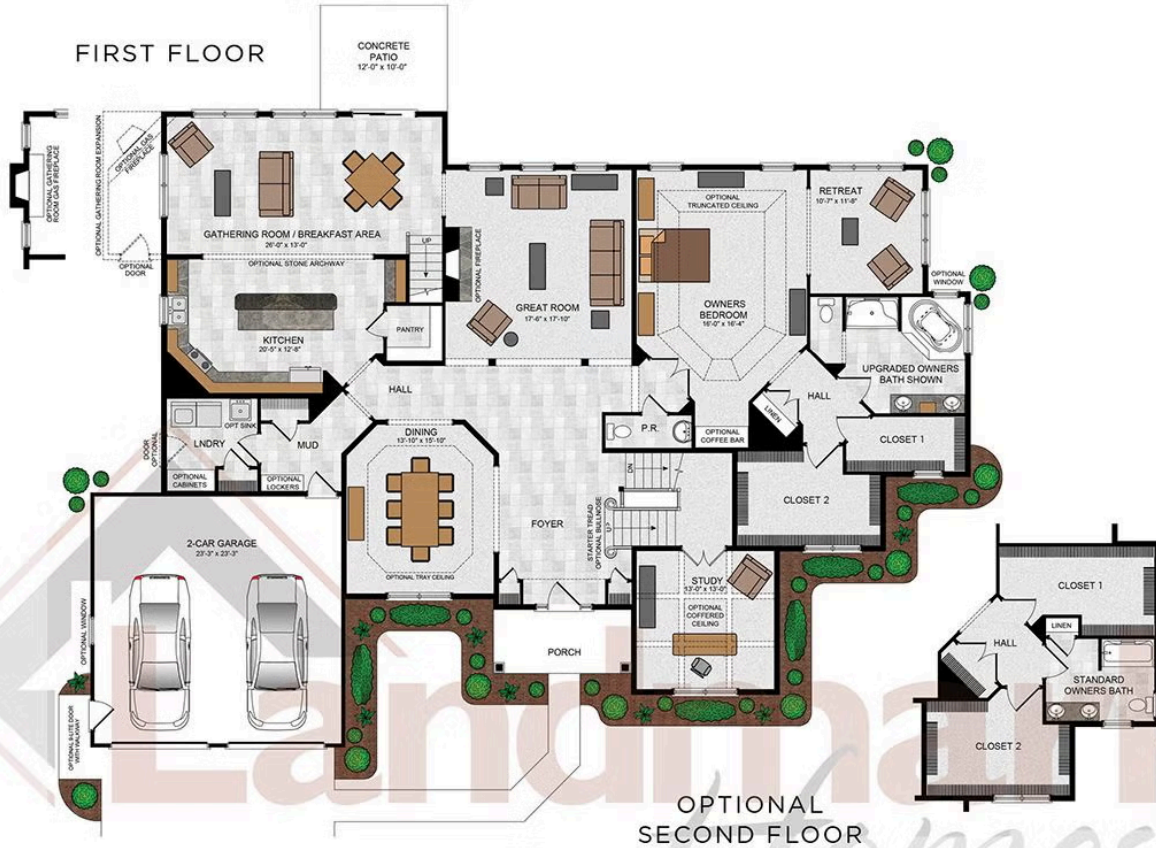 FIRST FLOOR
CONCRETE
PATIO
12'-0" x 10'-0"
OPTIONAL GATHERING
ROOM GAS FIREPLACE
OPTIONAL GATHERING ROOM EXPANSION
OPTIONAL GAS
FIREPLACE
OPTIONAL
DOOR
GATHERING ROOM / BREAKFAST AREA
26'-0" x 13'-0"
OPTIONAL STONE ARCHWAY
UP
OPTIONAL FIREPLACE
GREAT ROOM
17'-6" x 17'-10"
OPTIONAL
TRUNCATED CEILING
OWNERS
BEDROOM
16'-0" x 16'-4"
RETREAT
10'-7" x 11'-8"
OPTIONAL
WINDOW
KITCHEN
20'-5" x 12'-8"
PANTRY
HALL
UPGRADED OWNERS
BATH SHOWN
HALL
LINEN
CLOSET 1
P.R.
OPTIONAL
COFFEE BAR
CLOSET 2
OPT SINK
LNDRY
MUD
DOOR
OPTIONAL
OPTIONAL
CABINETS
OPTIONAL
LOCKERS
DINING
13'-10" x 15'-10"
OPTIONAL TRAY CEILING
FOYER
DN
UP
STARTER TREAD
OPTIONAL BULLNOSE
2-CAR GARAGE
23'-3" x 23'-3"
OPTIONAL WINDOW
OPTIONAL 8-LITE DOOR
WITH WALKWAY
STUDY
13'-0" x 13'-0"
OPTIONAL
COFFERED
CEILING
PORCH
CLOSET 1
LINEN
HALL
STANDARD
OWNERS BATH
CLOSET 2
Landmark
Homes
OPTIONAL
SECOND FLOOR